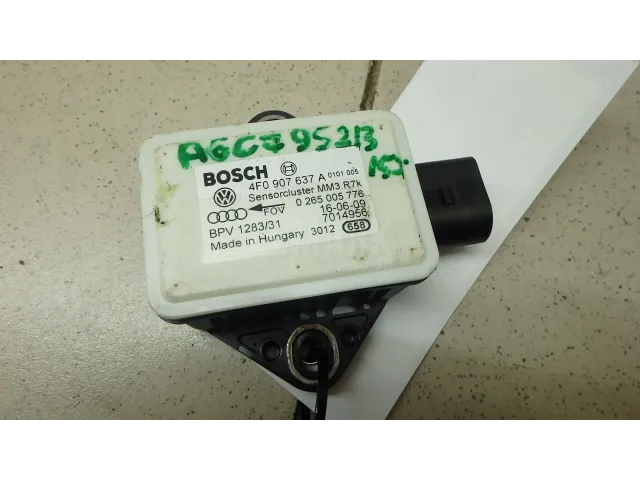 A6C795213
BOSCH 4F0 907 637 A 0101 005
Sensorcluster MM3 R7k
FOV 0 265 005 776
16-06-09
BPV 1283/31 7014956
Made in Hungary 3012 658